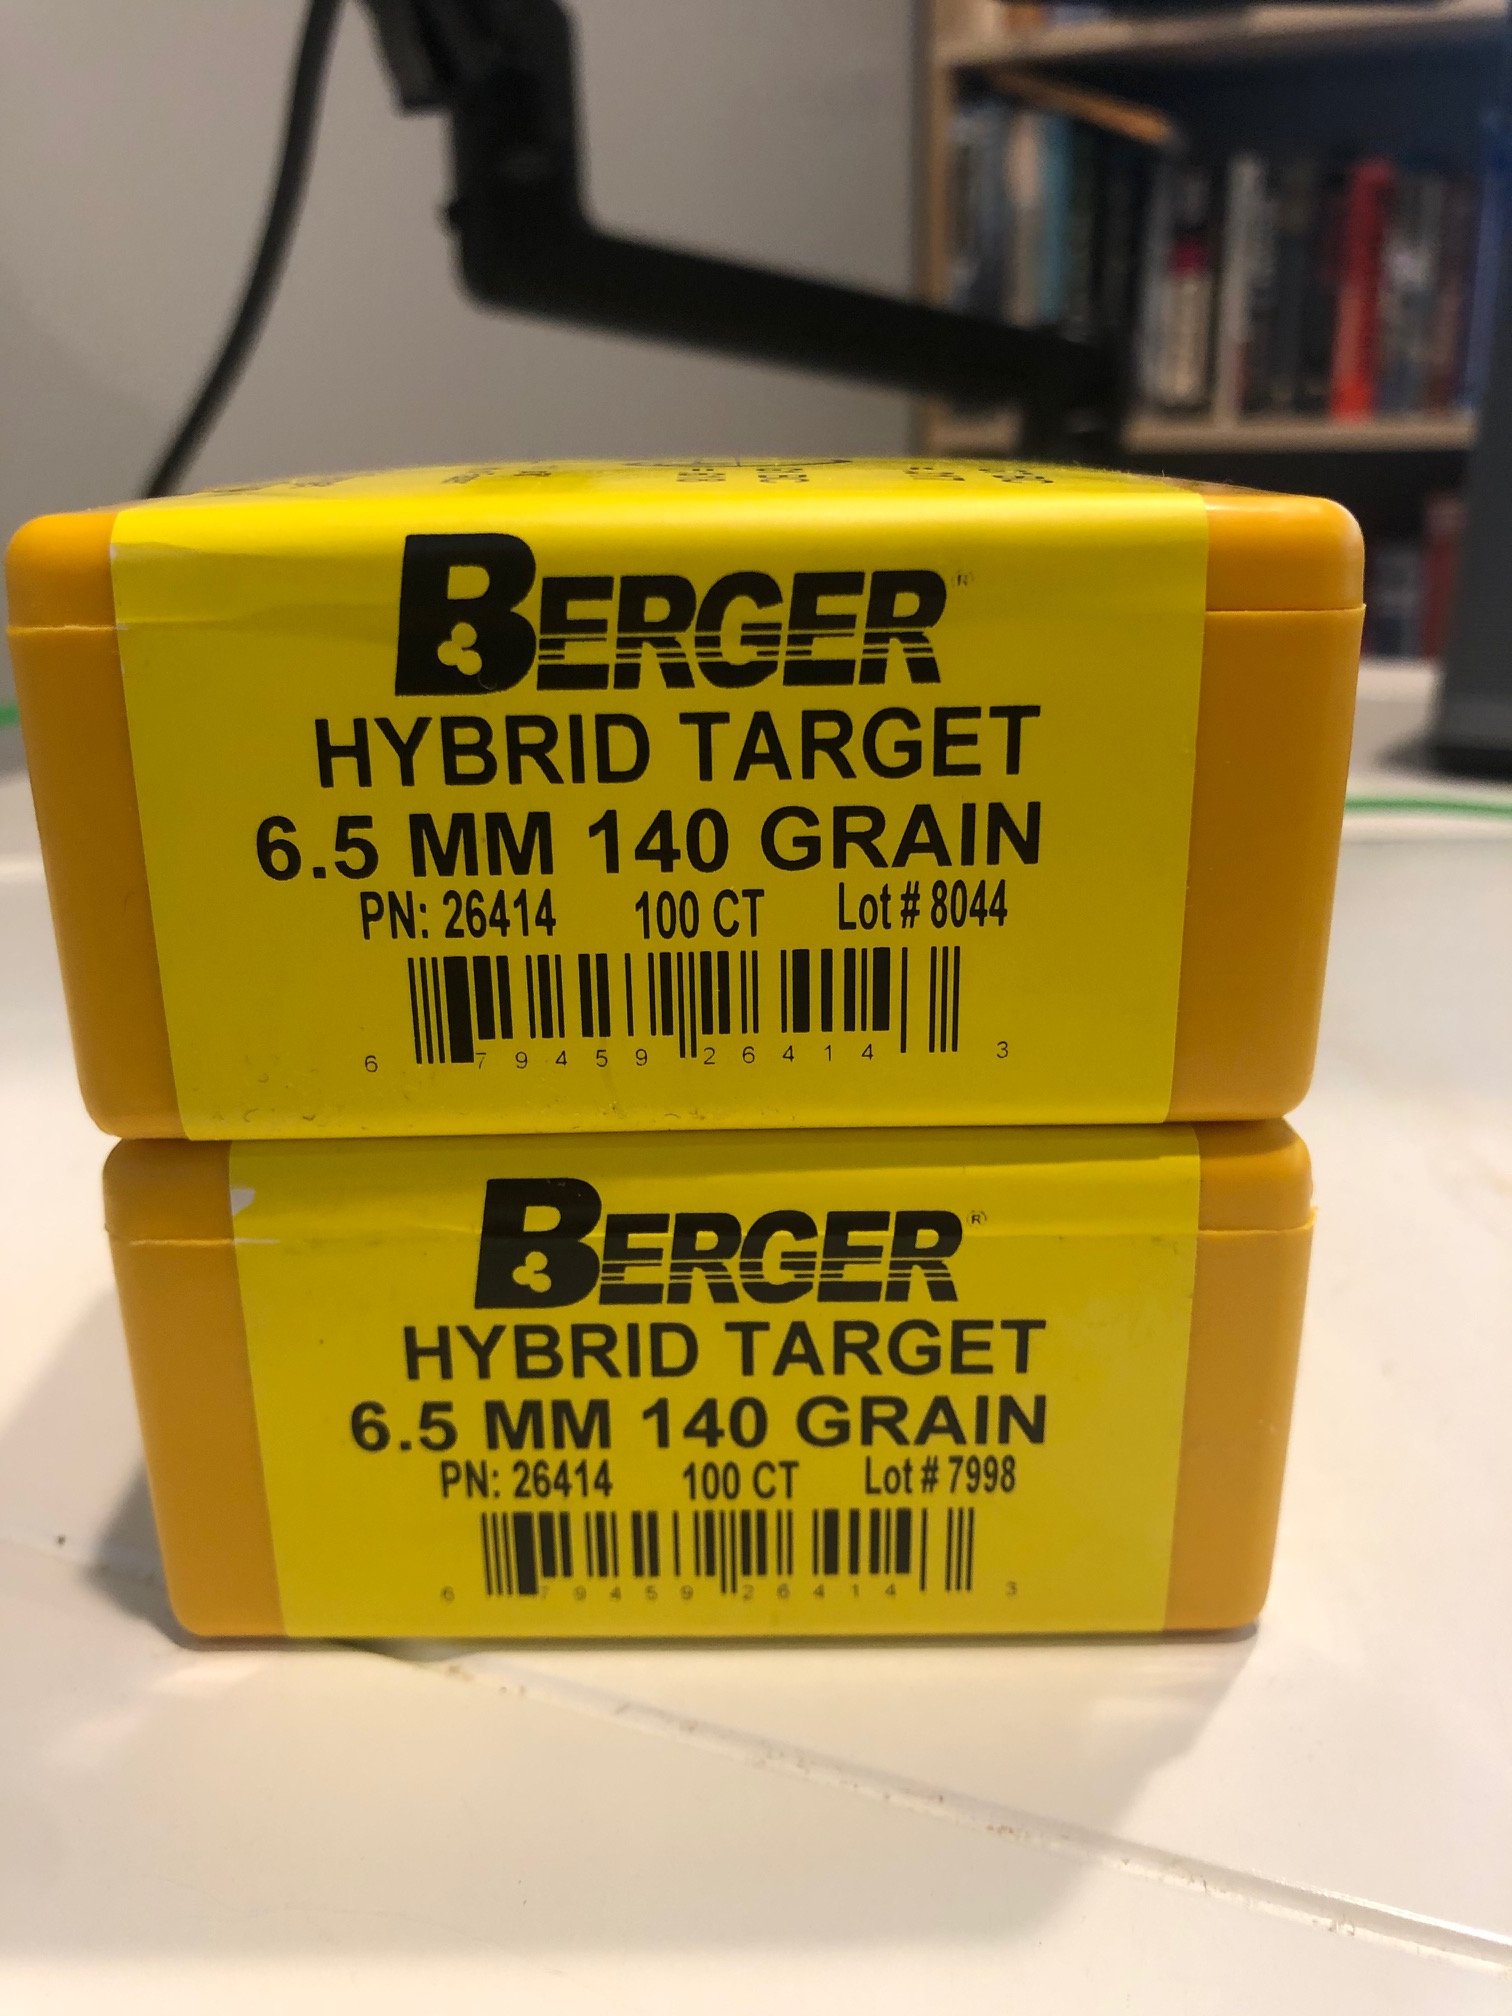 BERGER®
HYBRID TARGET
6.5 MM 140 GRAIN
PN: 26414 100 CT Lot # 8044
6 79459 26414 3
BERGER®
HYBRID TARGET
6.5 MM 140 GRAIN
PN: 26414 100 CT Lot # 7998
6 79459 26414 3